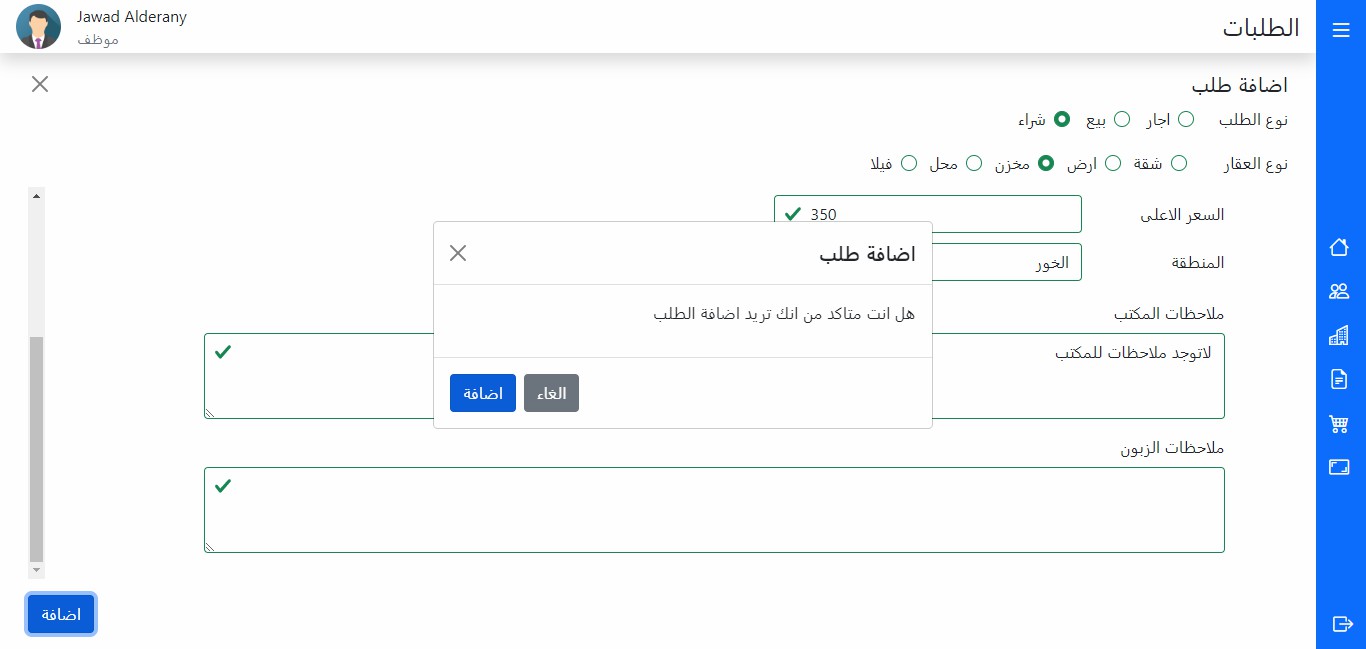 الطلبات
Jawad Alderany
موظف
اضافة طلب
نوع الطلب اجار بيع شراء
نوع العقار شقة ارض مخزن محل فيلا
السعر الاعلى 350
المنطقة الخور
ملاحظات المكتب
لاتوجد ملاحظات للمكتب
ملاحظات الزبون
اضافة
اضافة طلب
هل انت متاكد من انك تريد اضافة الطلب
الغاء اضافة